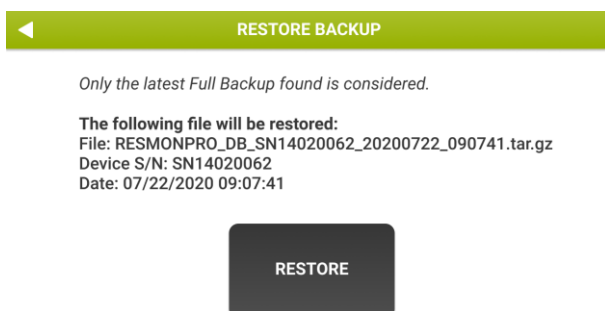 RESTORE BACKUP
Only the latest Full Backup found is considered.
The following file will be restored:
File: RESMONPRO_DB_SN14020062_20200722_090741.tar.gz
Device S/N: SN14020062
Date: 07/22/2020 09:07:41
RESTORE